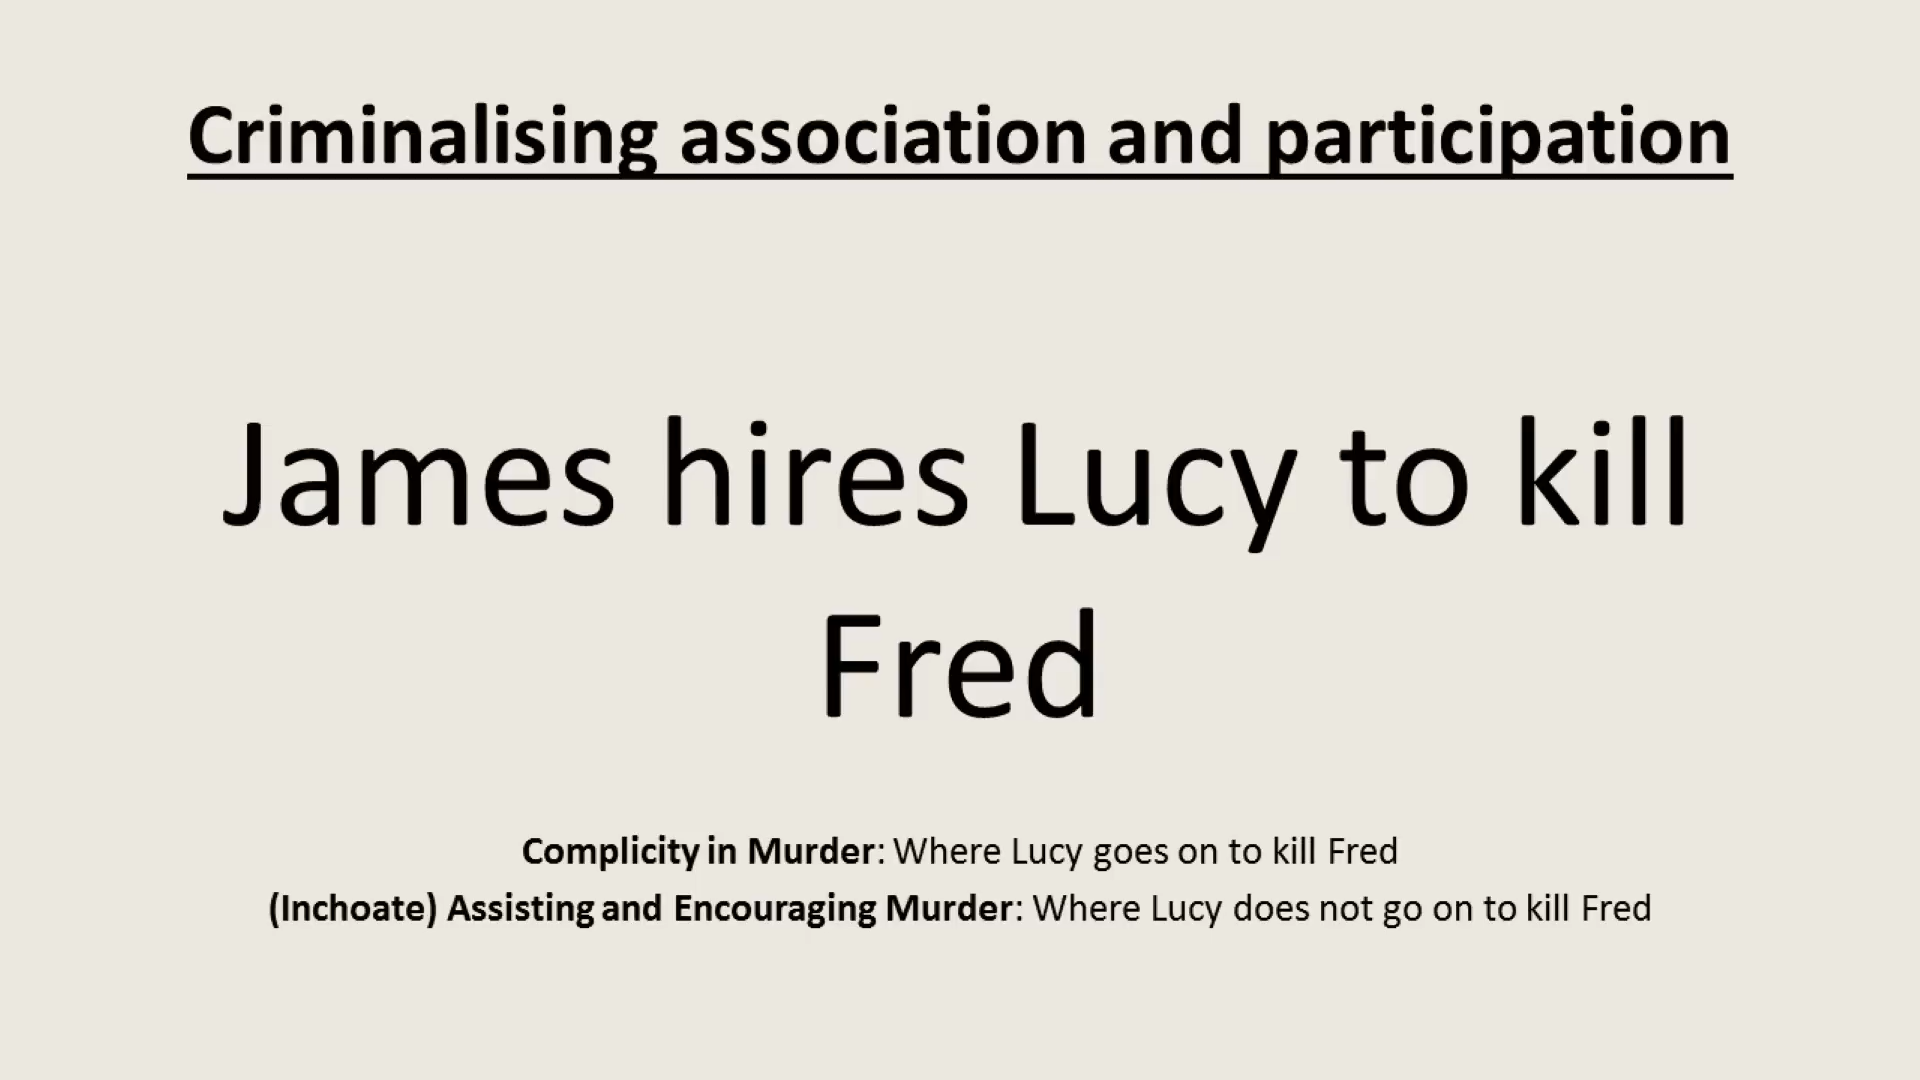 Criminalising association and participation
James hires Lucy to kill
Fred
Complicity in Murder: Where Lucy goes on to kill Fred
(Inchoate) Assisting and Encouraging Murder: Where Lucy does not go on to kill Fred